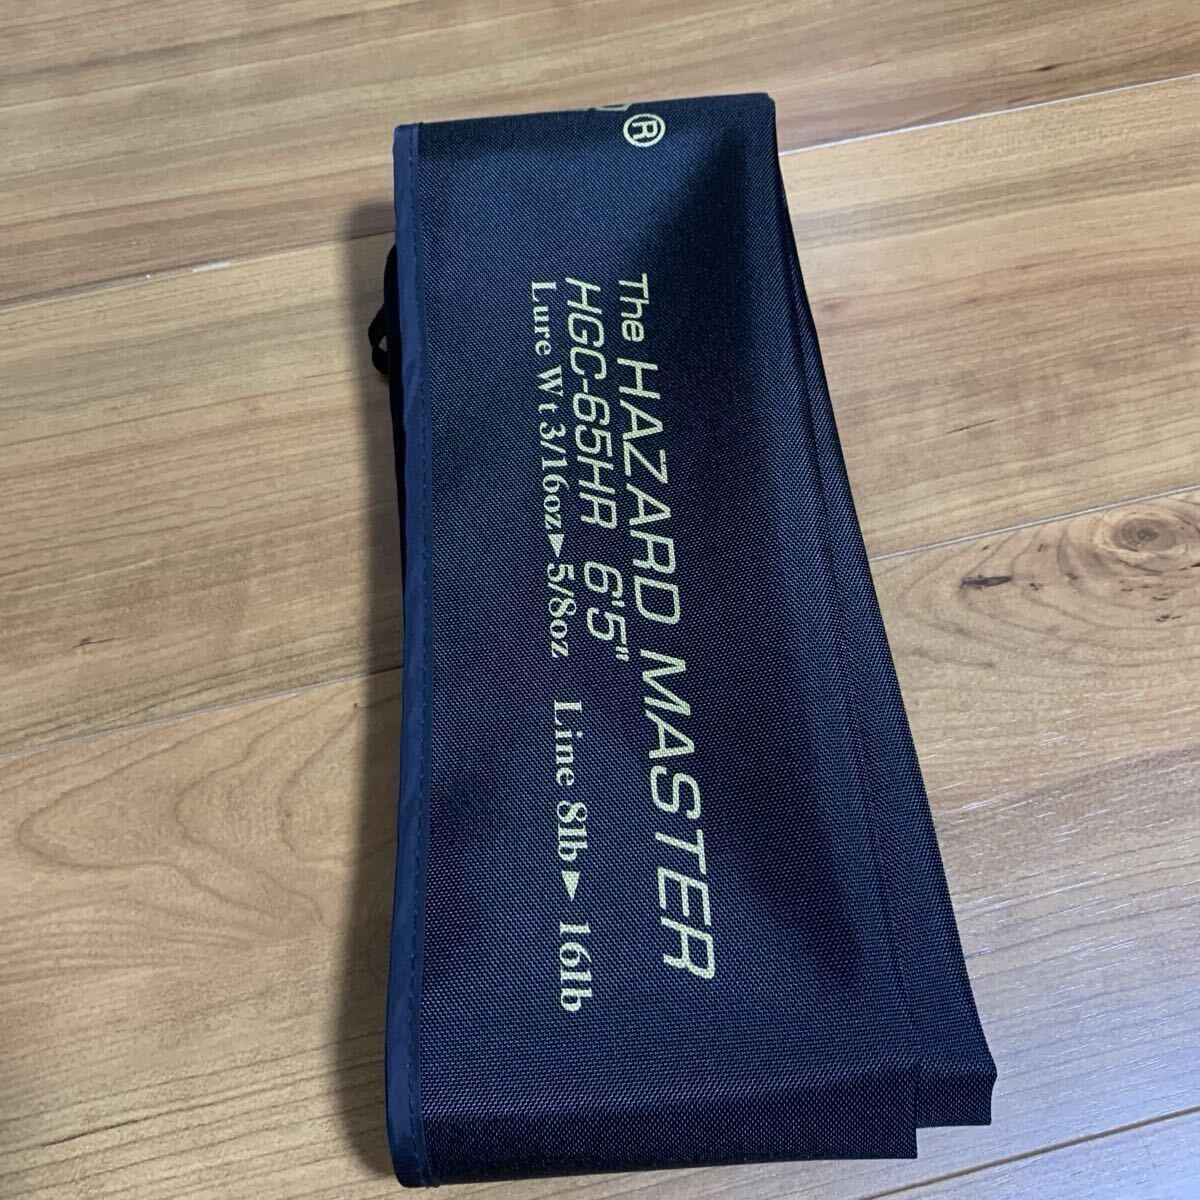 ®
The HAZARD MASTER
HGC-65HR 6'5"
Lure Wt 3/16oz▶5/8oz Line 8lb▶16lb